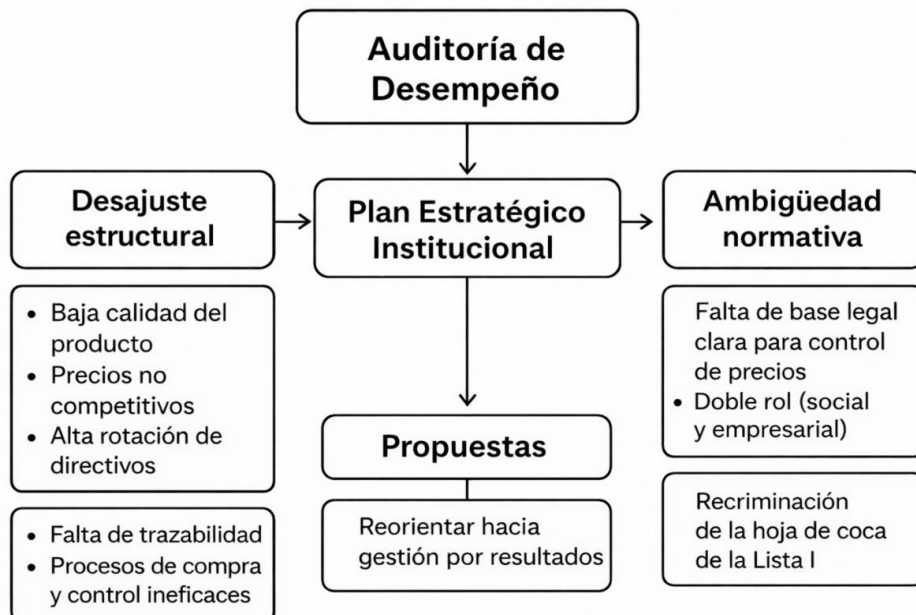 Auditoría de
Desempeño
Desajuste
estructural
Plan Estratégico
Institucional
Ambigüedad
normativa
• Baja calidad del
producto
• Precios no
competitivos
• Alta rotación de
directivos
• Falta de trazabilidad
• Procesos de compra
y control ineficaces
Propuestas
Reorientar hacia
gestión por resultados
Falta de base legal
clara para control
de precios
• Doble rol (social
y empresarial)
Recriminación
de la hoja de coca
de la Lista I